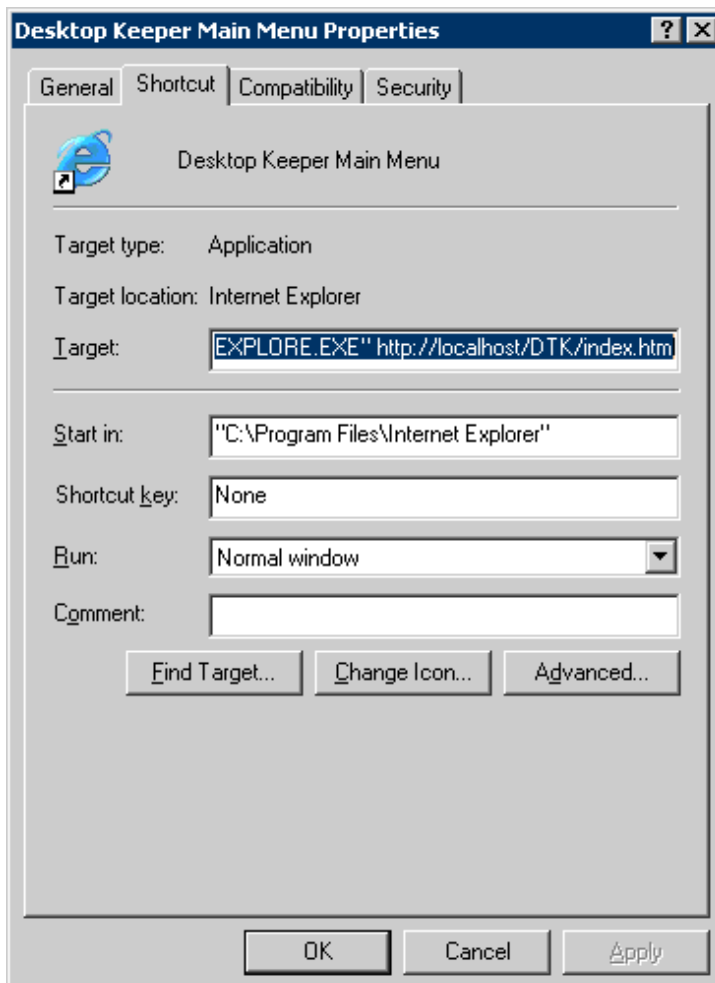 Desktop Keeper Main Menu Properties
General Shortcut Compatibility Security
Desktop Keeper Main Menu
Target type: Application
Target location: Internet Explorer
Target: EXPLORE.EXE" http://localhost/DTK/index.htm
Start in: "C:\Program Files\Internet Explorer"
Shortcut key: None
Run: Normal window
Comment:
Find Target... Change Icon... Advanced...
OK Cancel Apply